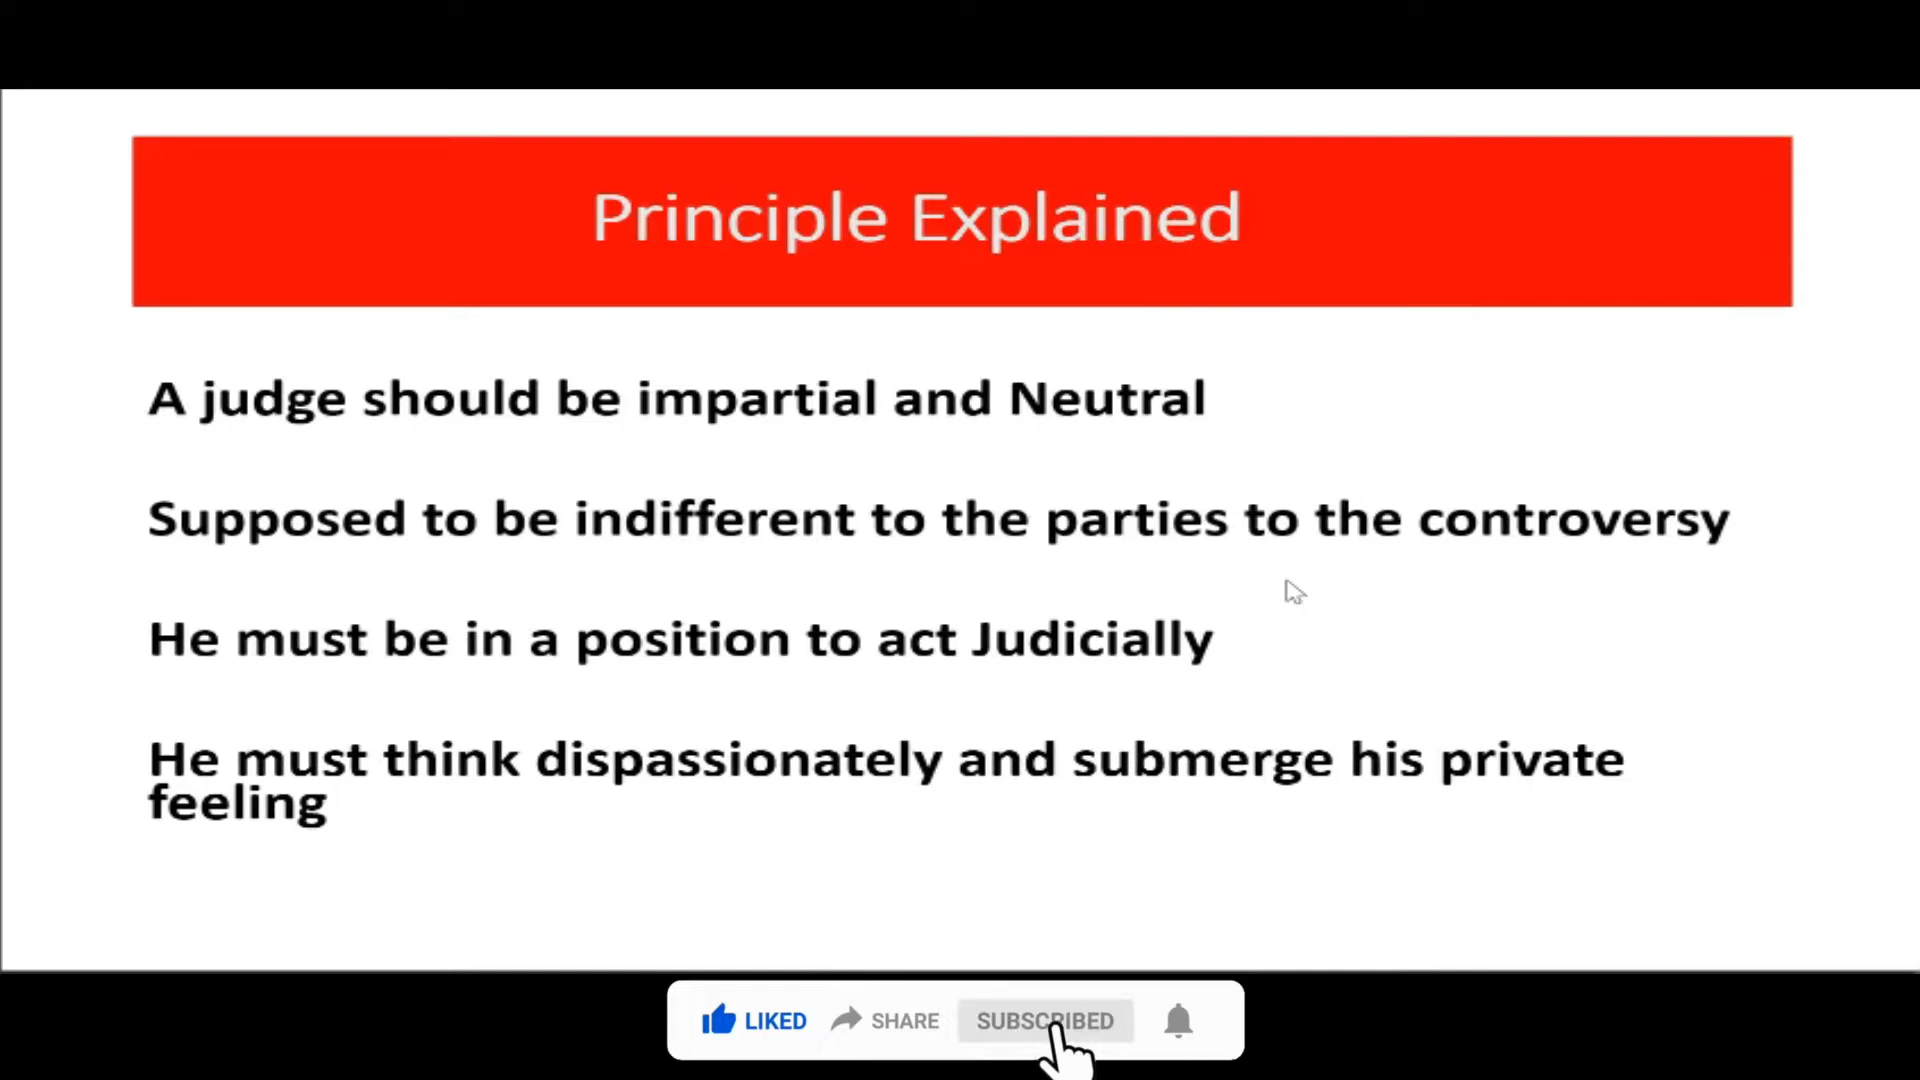 Principle Explained
A judge should be impartial and Neutral
Supposed to be indifferent to the parties to the controversy
He must be in a position to act Judicially
He must think dispassionately and submerge his private
feeling
LIKED SHARE SUBSCRIBED